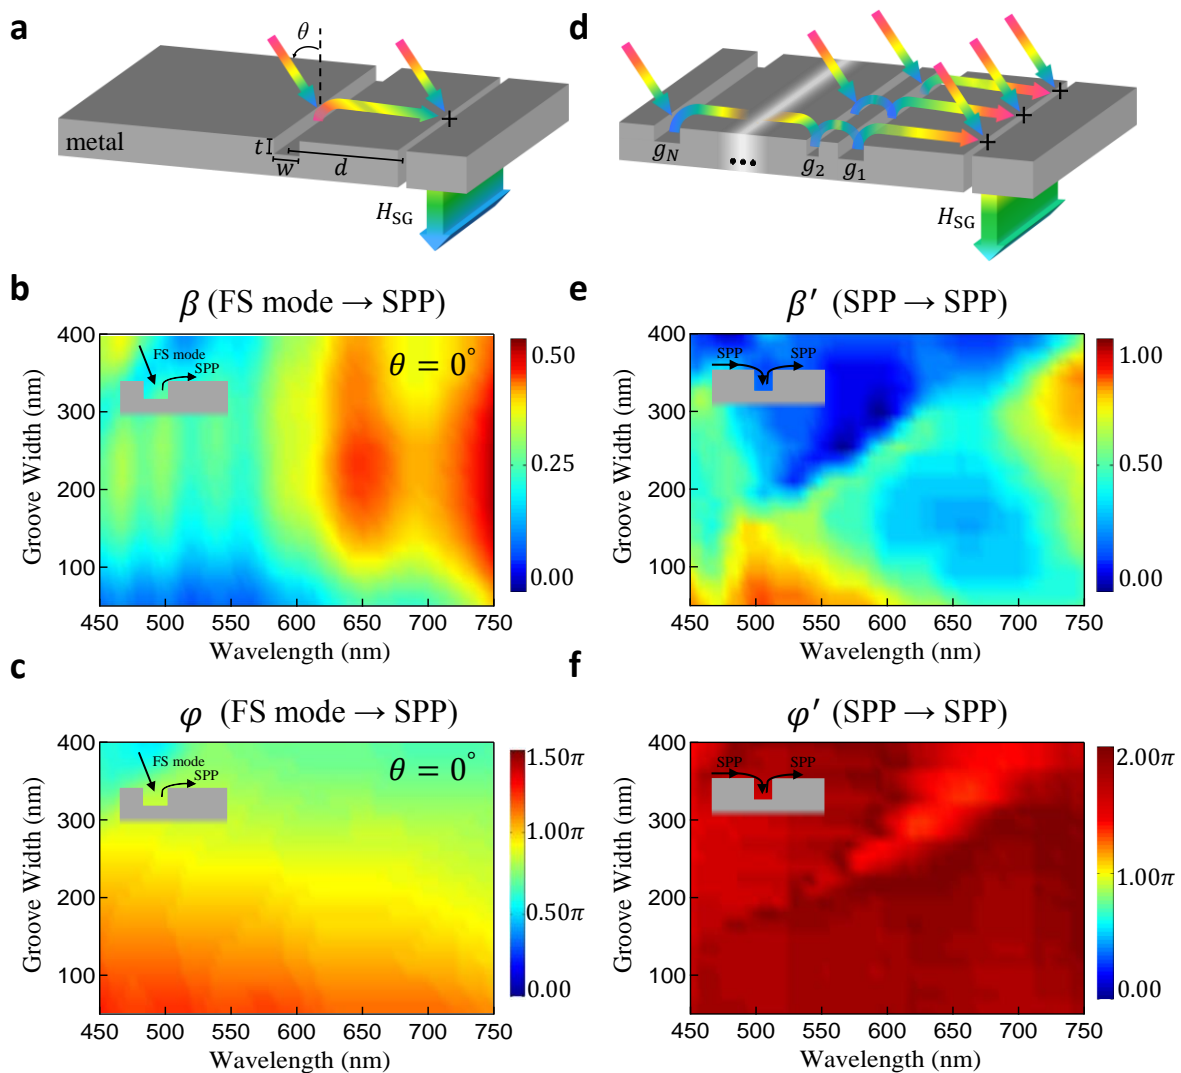 a
θ
metal
t
w
d
H_SG
d
g_N
g_2
g_1
H_SG
b
β (FS mode → SPP)
400
300
200
100
Groove Width (nm)
FS mode
SPP
θ = 0°
0.50
0.25
0.00
450 500 550 600 650 700 750
Wavelength (nm)
e
β′ (SPP → SPP)
400
300
200
100
Groove Width (nm)
SPP SPP
1.00
0.50
0.00
450 500 550 600 650 700 750
Wavelength (nm)
c
φ (FS mode → SPP)
400
300
200
100
Groove Width (nm)
FS mode
SPP
θ = 0°
1.50π
1.00π
0.50π
0.00
450 500 550 600 650 700 750
Wavelength (nm)
f
φ′ (SPP → SPP)
400
300
200
100
Groove Width (nm)
SPP SPP
2.00π
1.00π
0.00
450 500 550 600 650 700 750
Wavelength (nm)